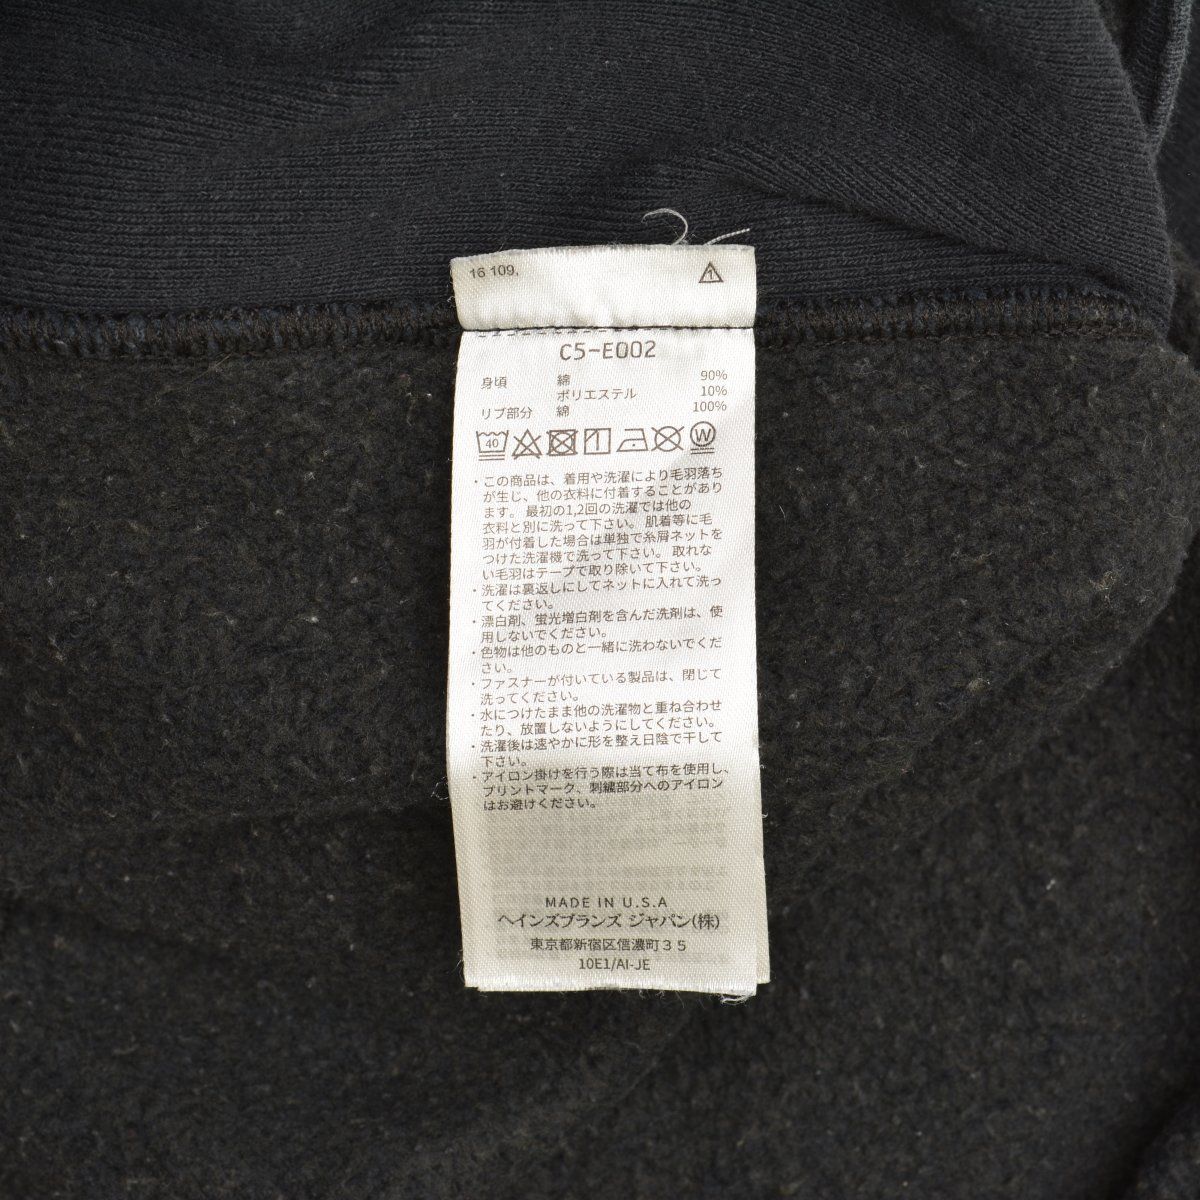 16 109.
1
C5-E002
身頃 綿 90%
ポリエステル 10%
リブ部分 綿 100%
40 W
・この商品は、着用や洗濯により毛羽落ち
が生じ、他の衣料に付着することがあり
ます。最初の1,2回の洗濯では他の
衣料と別に洗って下さい。肌着等に毛
羽が付着した場合は単独で糸屑ネットを
つけた洗濯機で洗って下さい。取れな
い毛羽はテープで取り除いて下さい。
・洗濯は裏返しにしてネットに入れて洗っ
てください。
・漂白剤、蛍光増白剤を含んだ洗剤は、使
用しないでください。
・色物は他のものと一緒に洗わないでくだ
さい。
・ファスナーが付いている製品は、閉じて
洗ってください。
・水につけたまま他の洗濯物と重ね合わせ
たり、放置しないようにしてください。
・洗濯後は速やかに形を整え日陰で干して
下さい。
・アイロン掛けを行う際は当て布を使用し、
プリントマーク、刺繍部分へのアイロン
はお避けください。
MADE IN U.S.A
ヘインズブランズ ジャパン(株)
東京都新宿区信濃町35
10E1/AI-JE